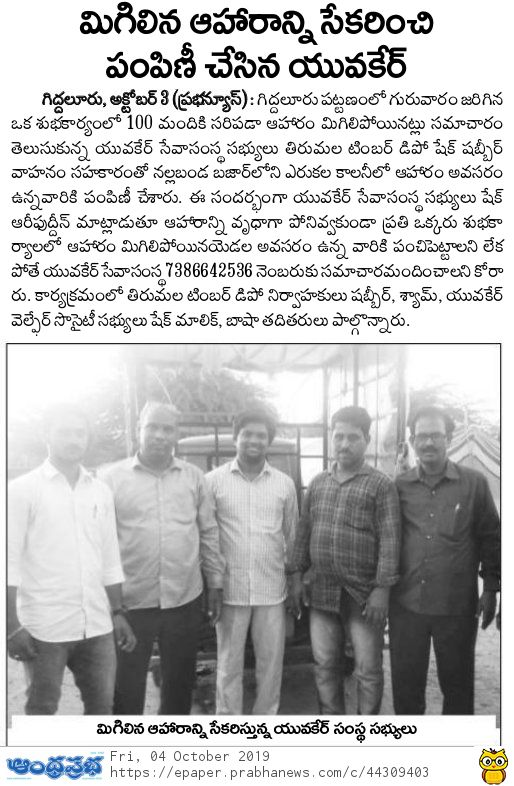 మిగిలిన ఆహారాన్ని సేకరించి
పంపిణీ చేసిన యువకేర్
గిద్దలూరు, అక్టోబర్ 3 (ప్రభన్యూస్) : గిద్దలూరు పట్టణంలో గురువారం జరిగిన
ఒక శుభకార్యంలో 100 మందికి సరిపడా ఆహారం మిగిలిపోయినట్లు సమాచారం
తెలుసుకున్న యువకేర్ సేవాసంస్థ సభ్యులు తిరుమల టింబర్ డిపో షేక్ షబ్బీర్
వాహనం సహకారంతో నల్లబండ బజార్‌లోని ఎరుకల కాలనీలో ఆహారం అవసరం
ఉన్నవారికి పంపిణీ చేశారు. ఈ సందర్భంగా యువకేర్ సేవాసంస్థ సభ్యులు షేక్
ఆరీపుద్దీన్ మాట్లాడుతూ ఆహారాన్ని వృధాగా పోనివ్వకుండా ప్రతి ఒక్కరు శుభకా
ర్యాలలో ఆహారం మిగిలిపోయినయెడల అవసరం ఉన్న వారికి పంచిపెట్టాలని లేక
పోతే యువకేర్ సేవాసంస్థ 7386642536 నెంబరుకు సమాచారమందించాలని కోరా
రు. కార్యక్రమంలో తిరుమల టింబర్ డిపో నిర్వాహకులు షబ్బీర్, శ్యామ్, యువకేర్
వెల్ఫేర్ సొసైటీ సభ్యులు షేక్ మాలిక్, బాషా తదితరులు పాల్గొన్నారు.
మిగిలిన ఆహారాన్ని సేకరిస్తున్న యువకేర్ సంస్థ సభ్యులు
ఆంధ్రప్రభ
Fri, 04 October 2019
https://epaper.prabhanews.com/c/44309403